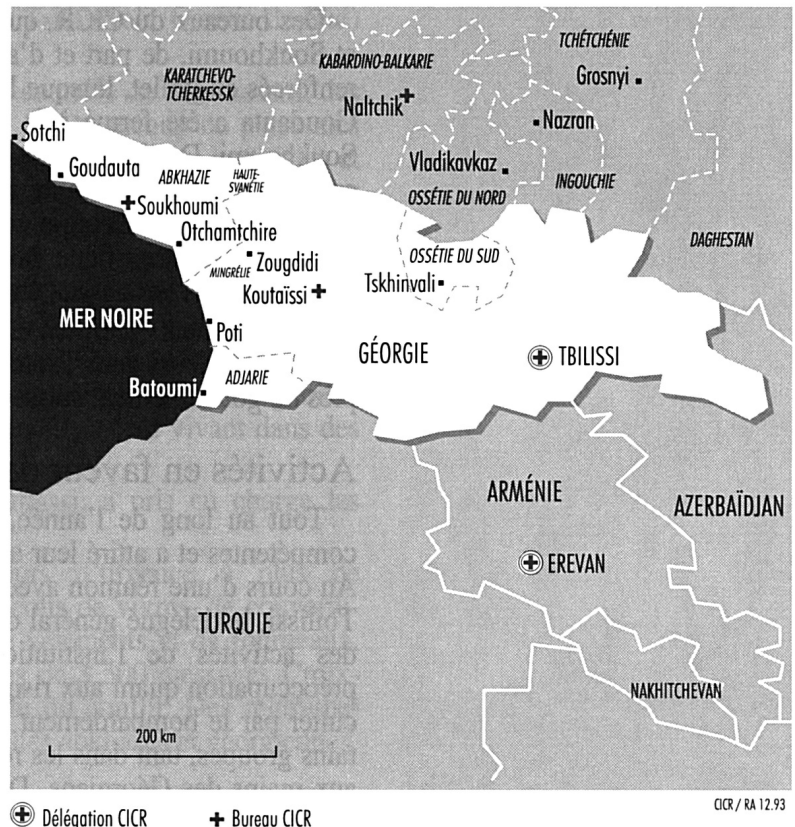 TCHÉTCHÉNIE
KABARDINO-BALKARIE
Grosnyi
KARATCHEVO-
TCHERKESSK
Naltchik
Nazran
Sotchi
Vladikavkaz
Goudauta
ABKHAZIE
HAUTE-
SVANÉTIE
INGOUCHIE
OSSÉTIE DU NORD
Soukhoumi
Otchamtchire
DAGHESTAN
OSSÉTIE DU SUD
Zougdidi
MINGRÉLIE
Tskhinvali
Koutaïssi
MER NOIRE
Poti
GÉORGIE
TBILISSI
ADJARIE
Batoumi
ARMÉNIE
AZERBAÏDJAN
EREVAN
TURQUIE
NAKHITCHEVAN
200 km
CICR / RA 12.93
Délégation CICR
Bureau CICR